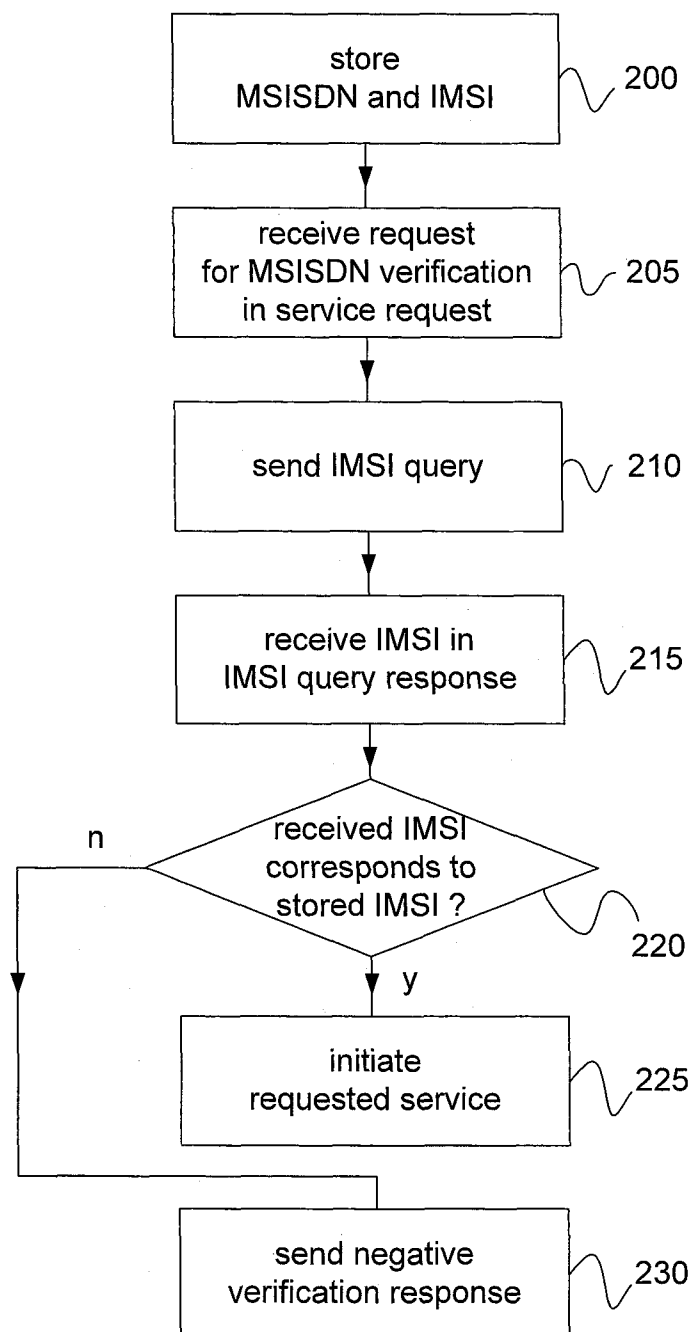 store
MSISDN and IMSI
200
receive request
for MSISDN verification
in service request
205
send IMSI query
210
receive IMSI in
IMSI query response
215
n
received IMSI
corresponds to
stored IMSI ?
220
y
initiate
requested service
225
send negative
verification response
230